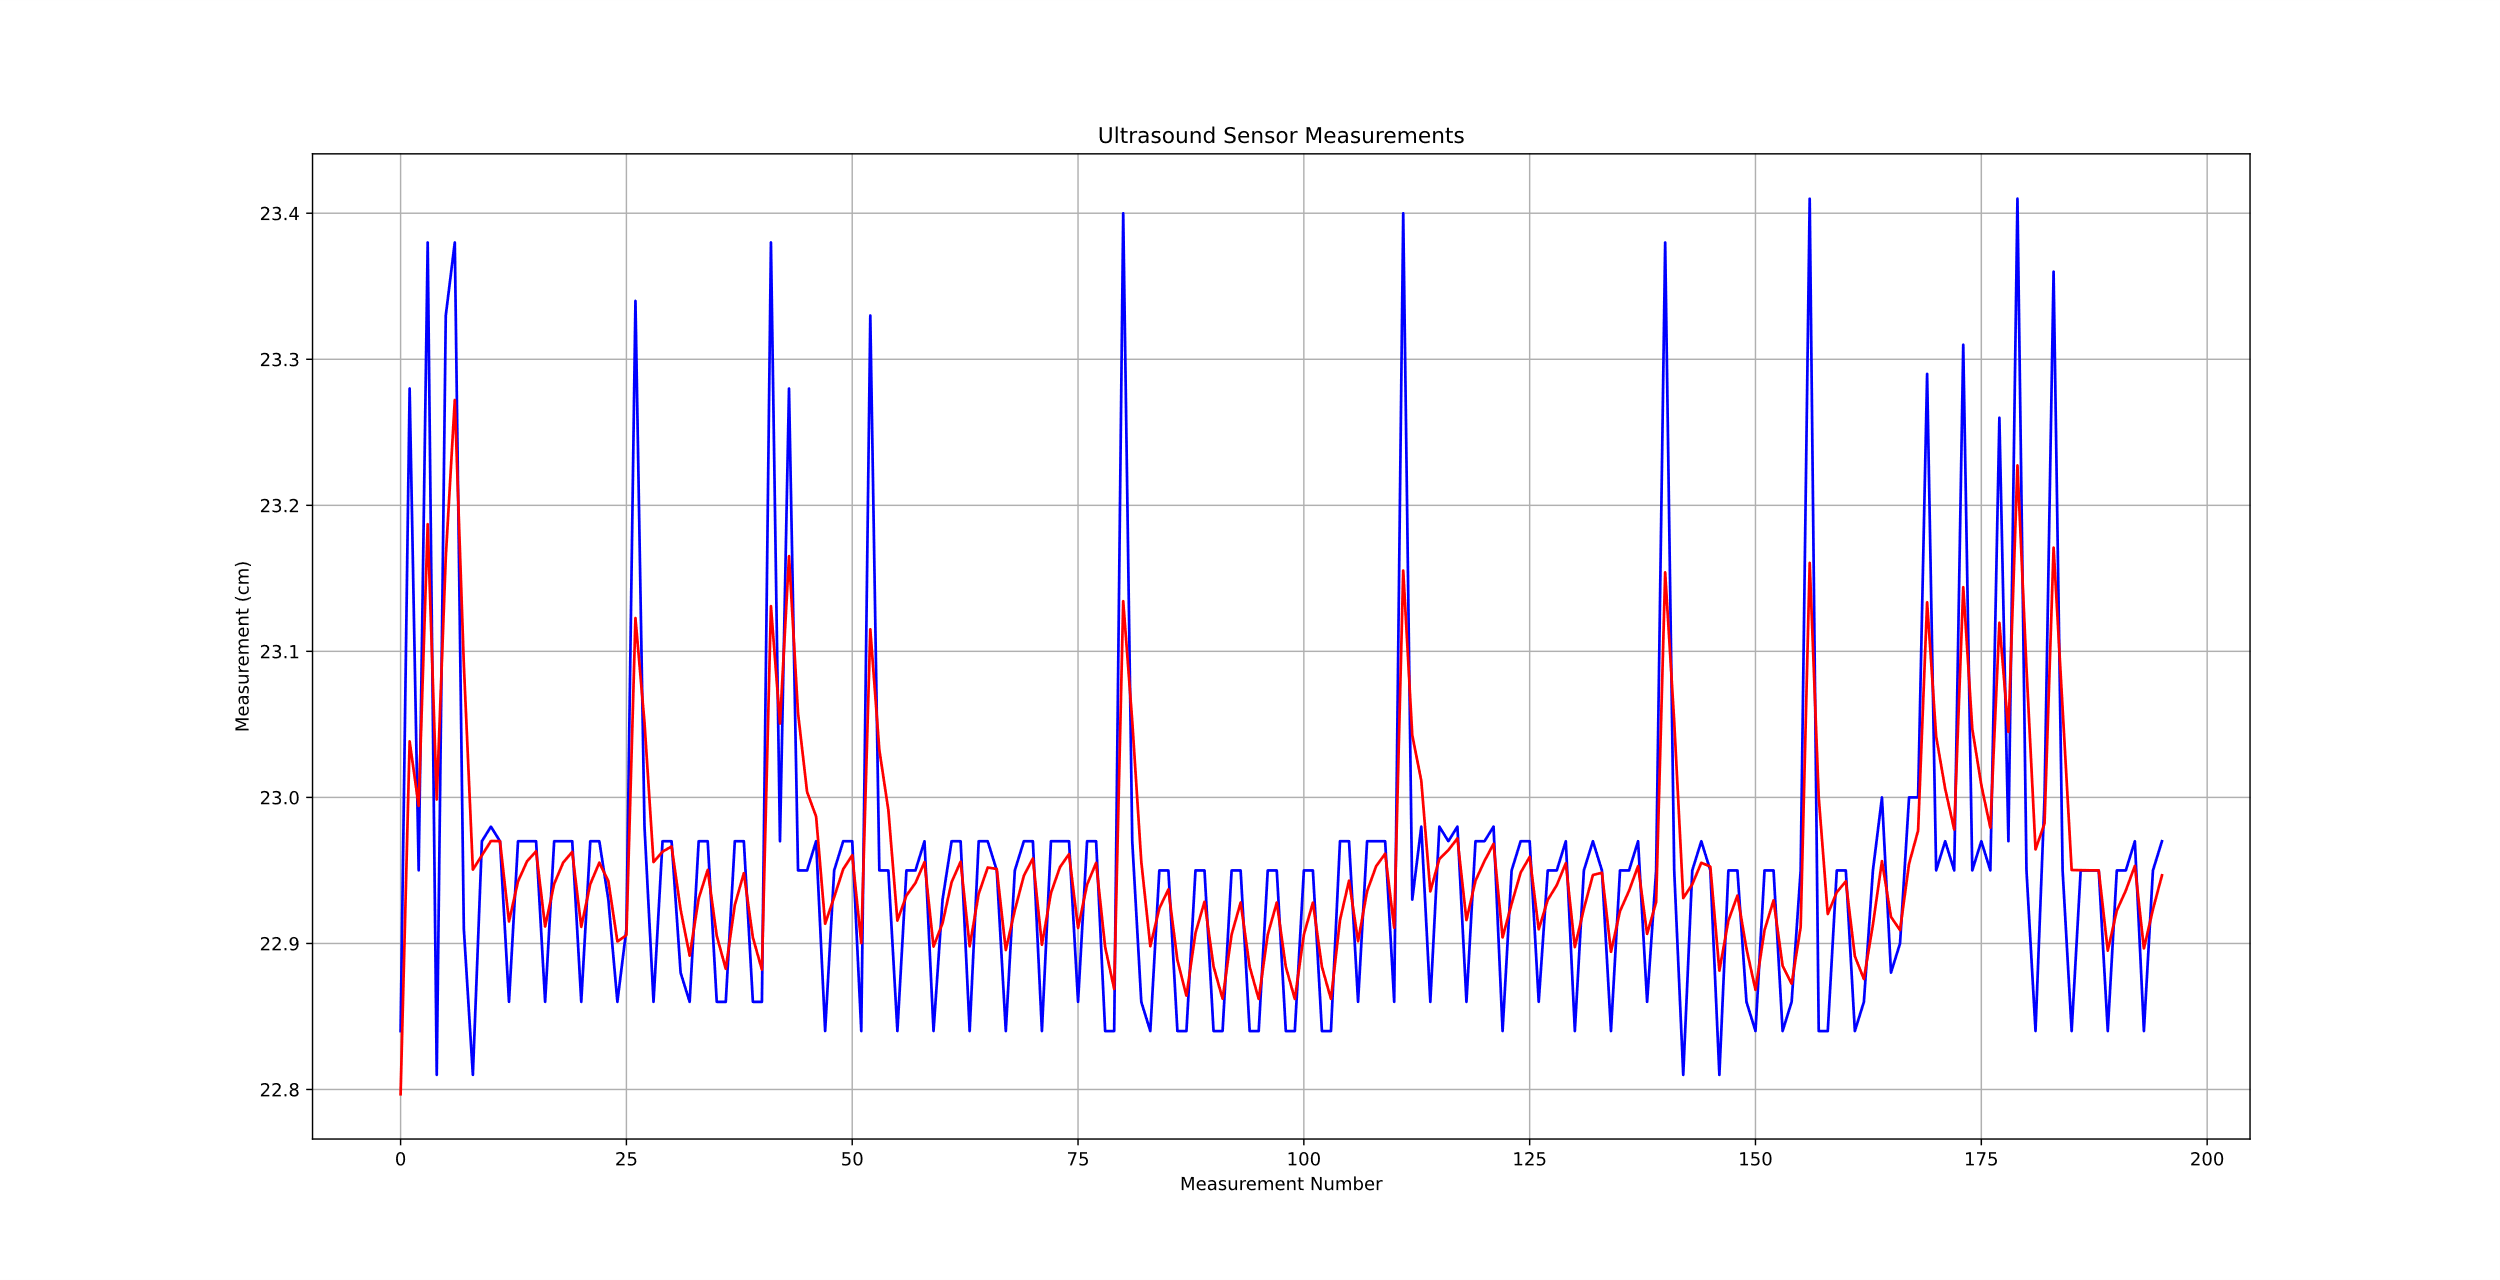 Ultrasound Sensor Measurements
23.4
23.3
23.2
23.1
23.0
22.9
22.8
Measurement (cm)
0 25 50 75 100 125 150 175 200
Measurement Number